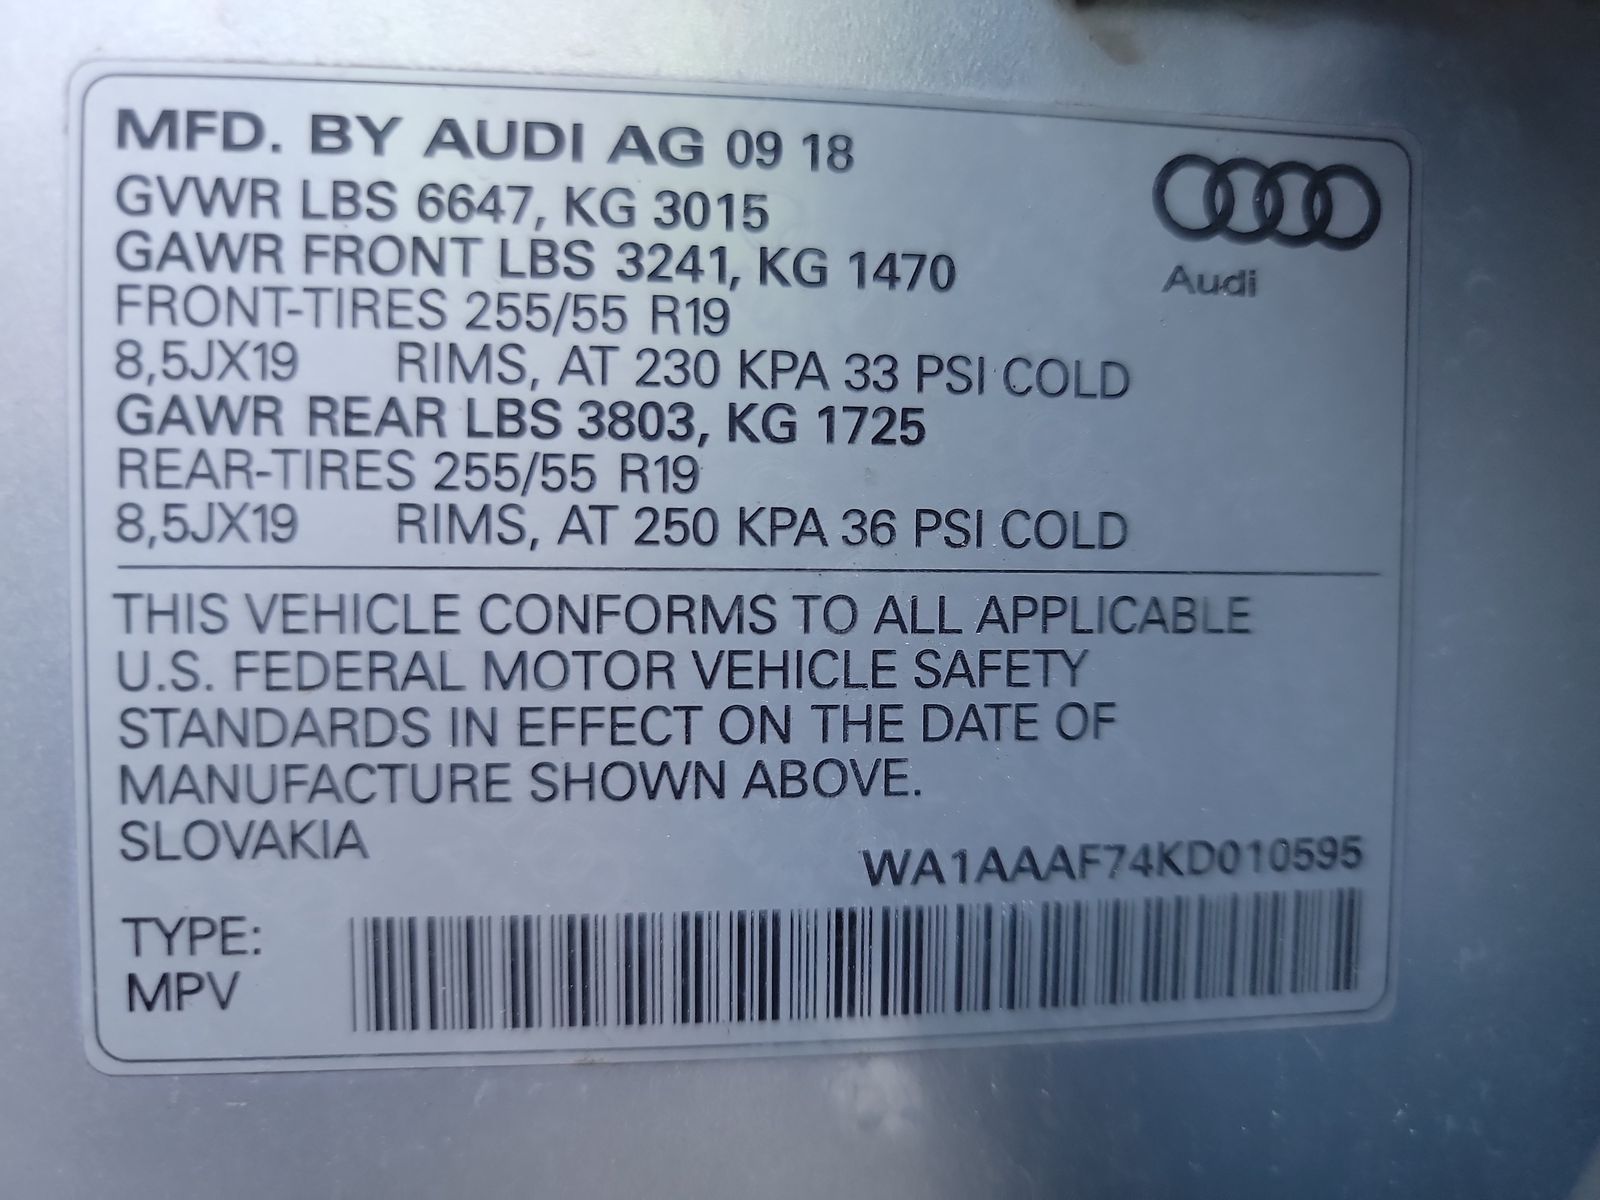 MFD. BY AUDI AG 09 18
GVWR LBS 6647, KG 3015
GAWR FRONT LBS 3241, KG 1470
FRONT-TIRES 255/55 R19
8,5JX19 RIMS, AT 230 KPA 33 PSI COLD
GAWR REAR LBS 3803, KG 1725
REAR-TIRES 255/55 R19
8,5JX19 RIMS, AT 250 KPA 36 PSI COLD
Audi
THIS VEHICLE CONFORMS TO ALL APPLICABLE
U.S. FEDERAL MOTOR VEHICLE SAFETY
STANDARDS IN EFFECT ON THE DATE OF
MANUFACTURE SHOWN ABOVE.
SLOVAKIA
WA1AAAF74KD010595
TYPE:
MPV